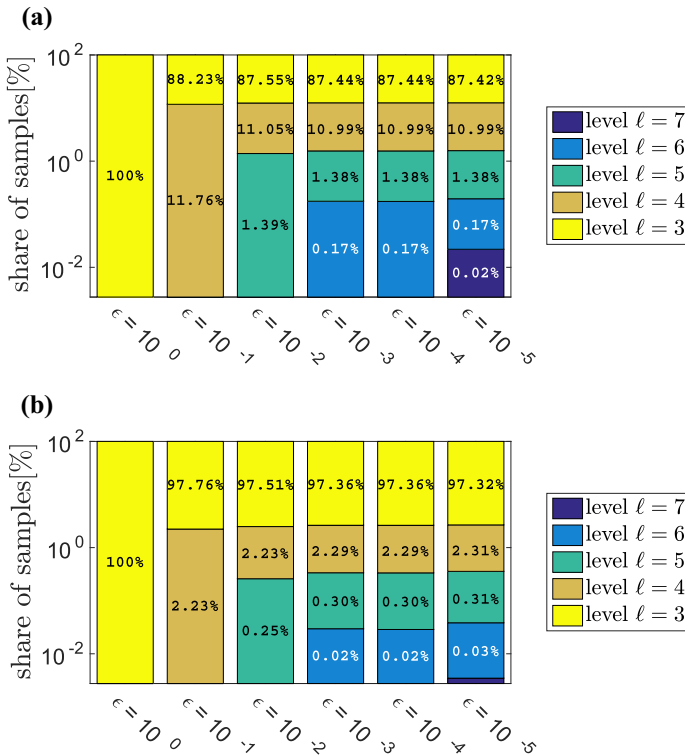 (a)
share of samples[%]
10^2
10^0
10^-2
100%
88.23%
11.76%
87.55%
11.05%
1.39%
87.44%
10.99%
1.38%
0.17%
87.44%
10.99%
1.38%
0.17%
87.42%
10.99%
1.38%
0.17%
0.02%
ϵ = 10^0
ϵ = 10^-1
ϵ = 10^-2
ϵ = 10^-3
ϵ = 10^-4
ϵ = 10^-5
level ℓ = 7
level ℓ = 6
level ℓ = 5
level ℓ = 4
level ℓ = 3
(b)
share of samples[%]
10^2
10^0
10^-2
100%
97.76%
2.23%
97.51%
2.23%
0.25%
97.36%
2.29%
0.30%
0.02%
97.36%
2.29%
0.30%
0.02%
97.32%
2.31%
0.31%
0.03%
ϵ = 10^0
ϵ = 10^-1
ϵ = 10^-2
ϵ = 10^-3
ϵ = 10^-4
ϵ = 10^-5
level ℓ = 7
level ℓ = 6
level ℓ = 5
level ℓ = 4
level ℓ = 3